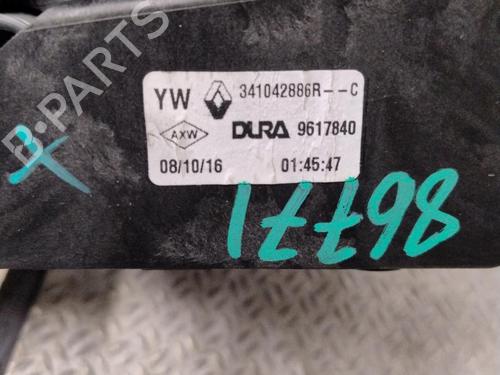 YW 341042886R--C
AXW DURA 9617840
08/10/16 01:45:47
86771
B-PARTS